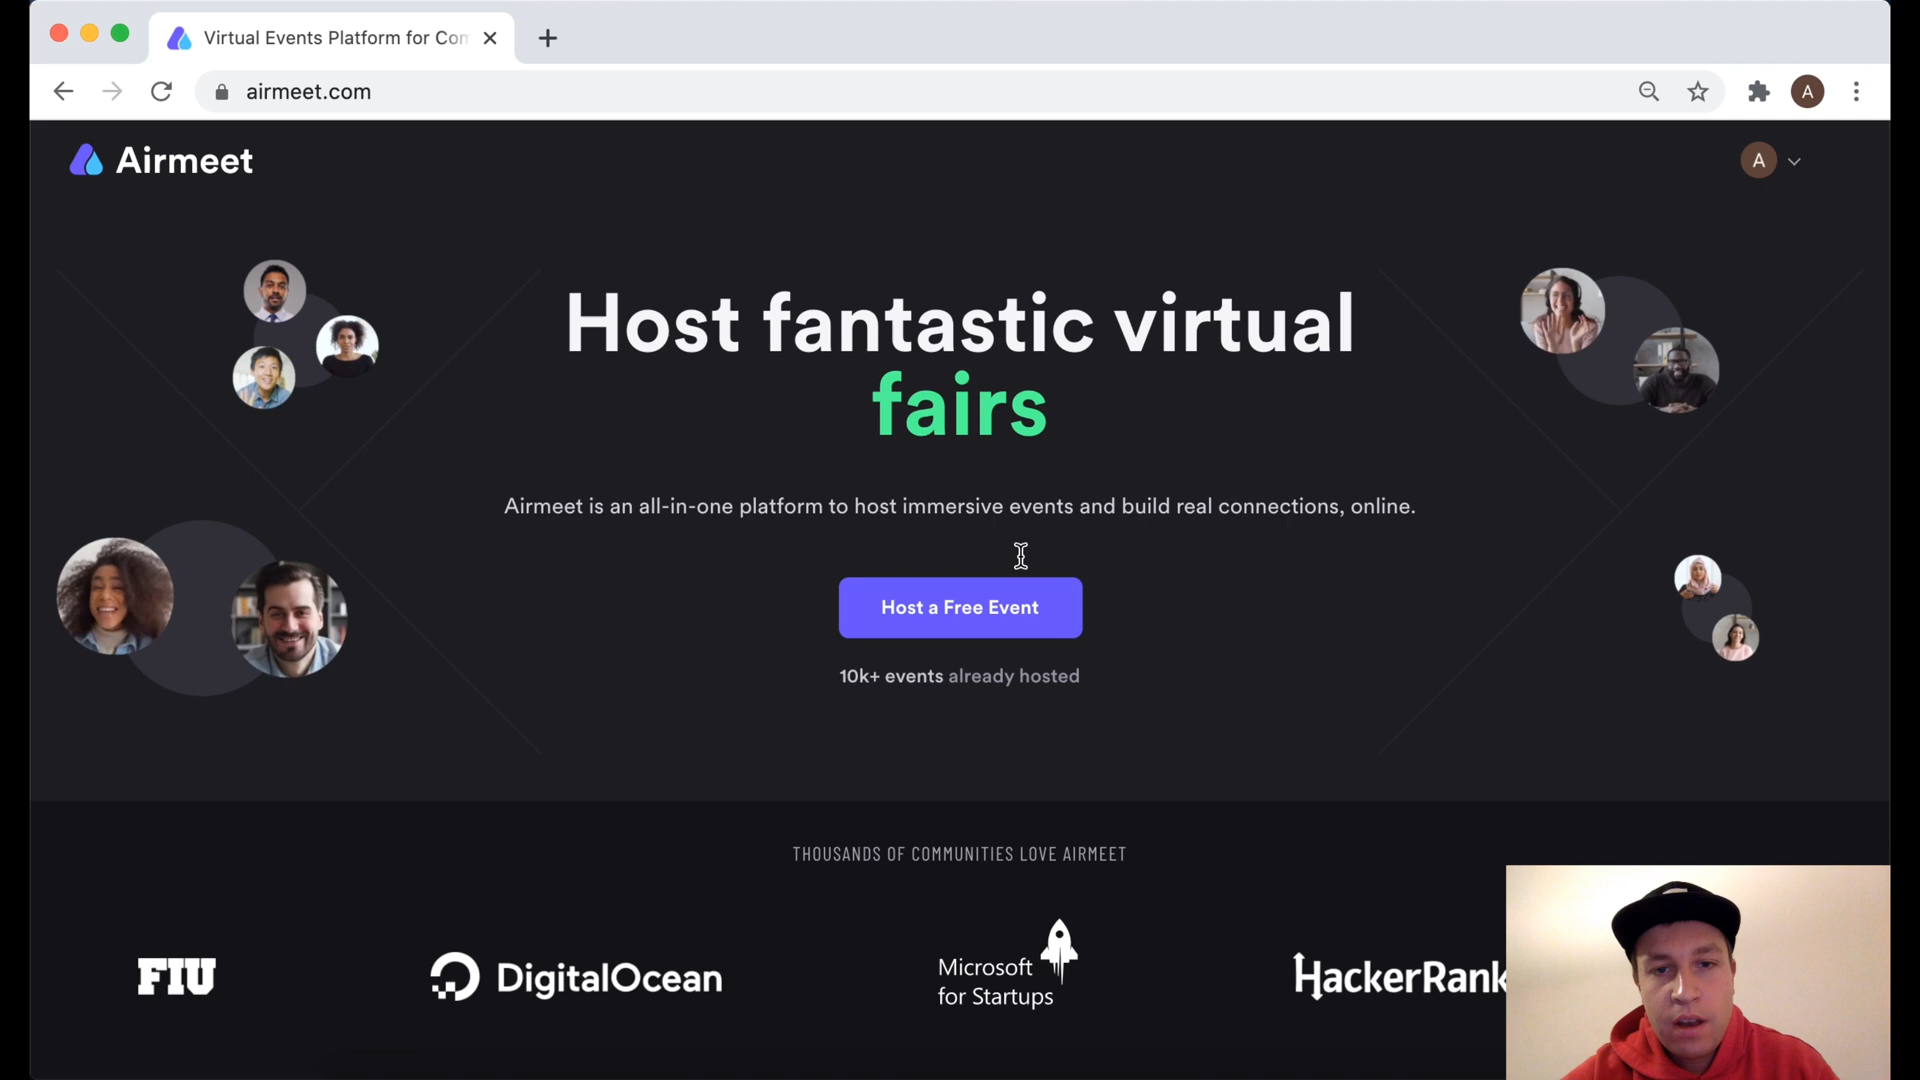 Virtual Events Platform for Con
airmeet.com
A
Airmeet
A
Host fantastic virtual
fairs
Airmeet is an all-in-one platform to host immersive events and build real connections, online.
Host a Free Event
10k+ events already hosted
THOUSANDS OF COMMUNITIES LOVE AIRMEET
FIU
DigitalOcean
Microsoft
for Startups
HackerRank